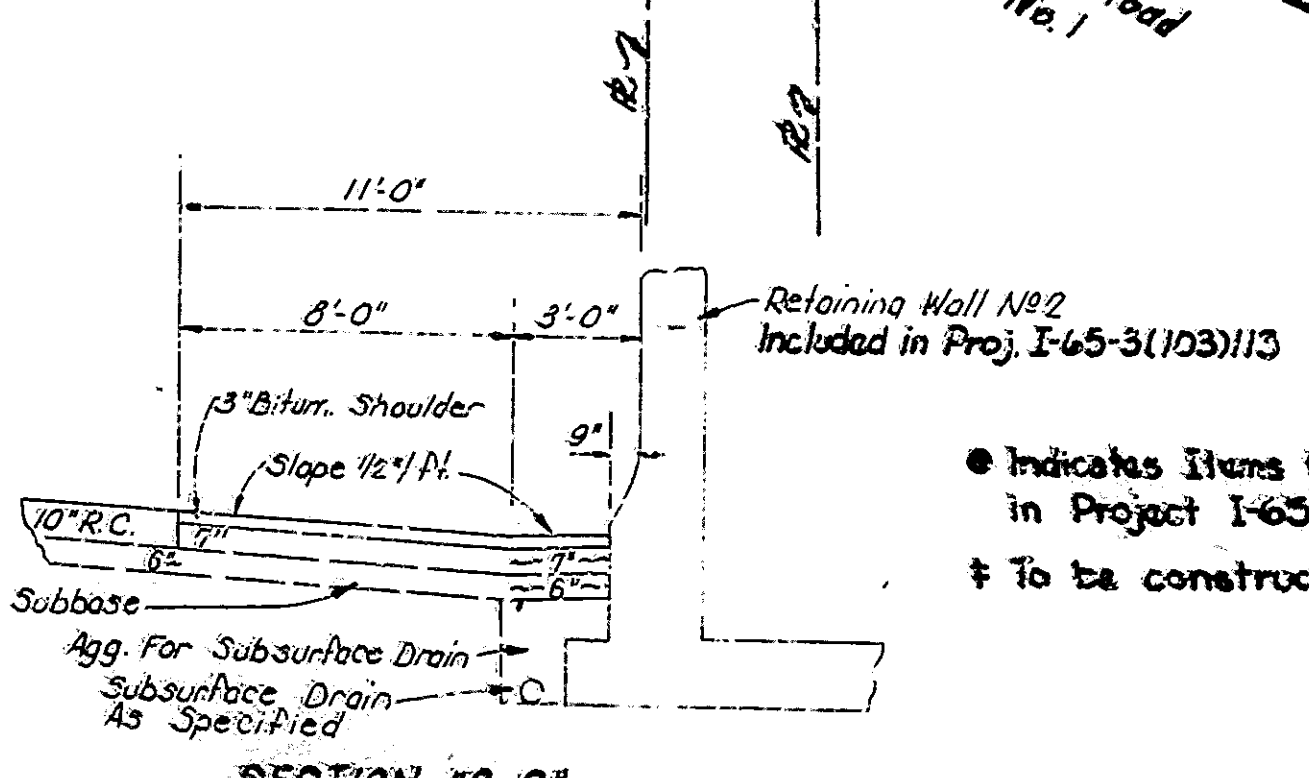 Road
No. 1
11'-0"
8'-0"
3'-0"
Retaining Wall Nº2
Included in Proj. I-65-3(103)113
3"Bitum. Shoulder
9"
Slope 1/2"/ft.
Indicates Items
in Project I-65
10" R.C.
7"
6"
7"
6"
‡ To be construc
Subbase
Agg. For Subsurface Drain
Subsurface Drain
As Specified